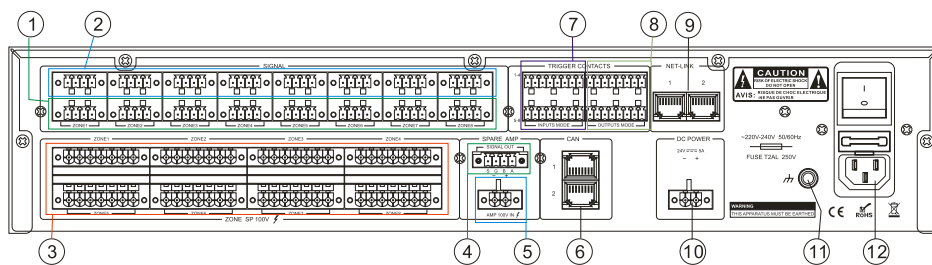 1
2
7
8
9
SIGNAL
TRIGGER CONTACTS
NET-LINK
1 2
ZONE1 ZONE2 ZONE3 ZONE4 ZONE5 ZONE6 ZONE7 ZONE8
INPUTS MODE
OUTPUTS MODE
CAUTION
RISK OF ELECTRIC SHOCK
DO NOT OPEN
AVIS: RISQUE DE CHOC ELECTRIQUE
-NE PAS OUVRIR
ZONE1 ZONE2 ZONE3 ZONE4
ZONE SP 100V
SPARE AMP
SIGNAL OUT
S G B A
− +
AMP 100V IN
CAN
1
2
DC POWER
24V 5A
− +
~220V-240V 50/60Hz
FUSE T2AL 250V
WARNING
THIS APPARATUS MUST BE EARTHED
CE
RoHS
I
3
4
5
6
10
11
12